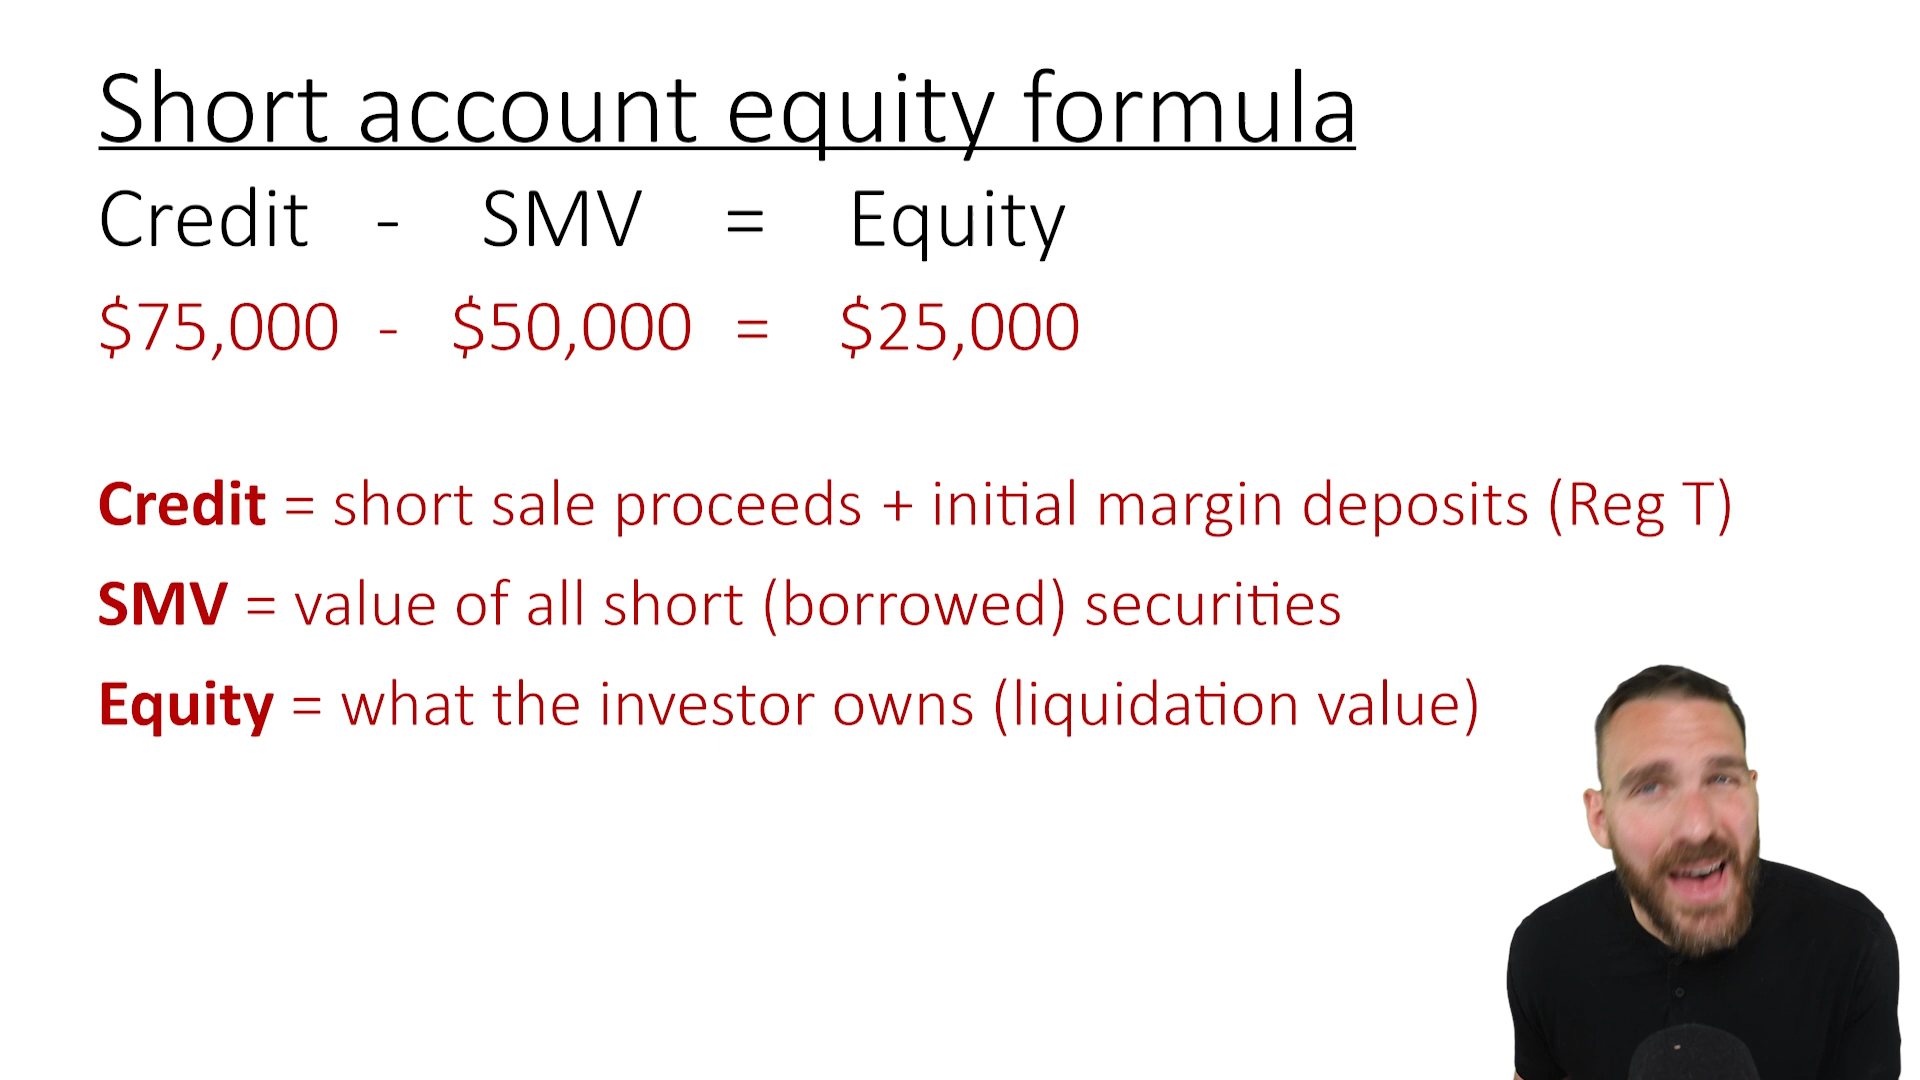 Short account equity formula
Credit - SMV = Equity
$75,000 - $50,000 = $25,000
Credit = short sale proceeds + initial margin deposits (Reg T)
SMV = value of all short (borrowed) securities
Equity = what the investor owns (liquidation value)